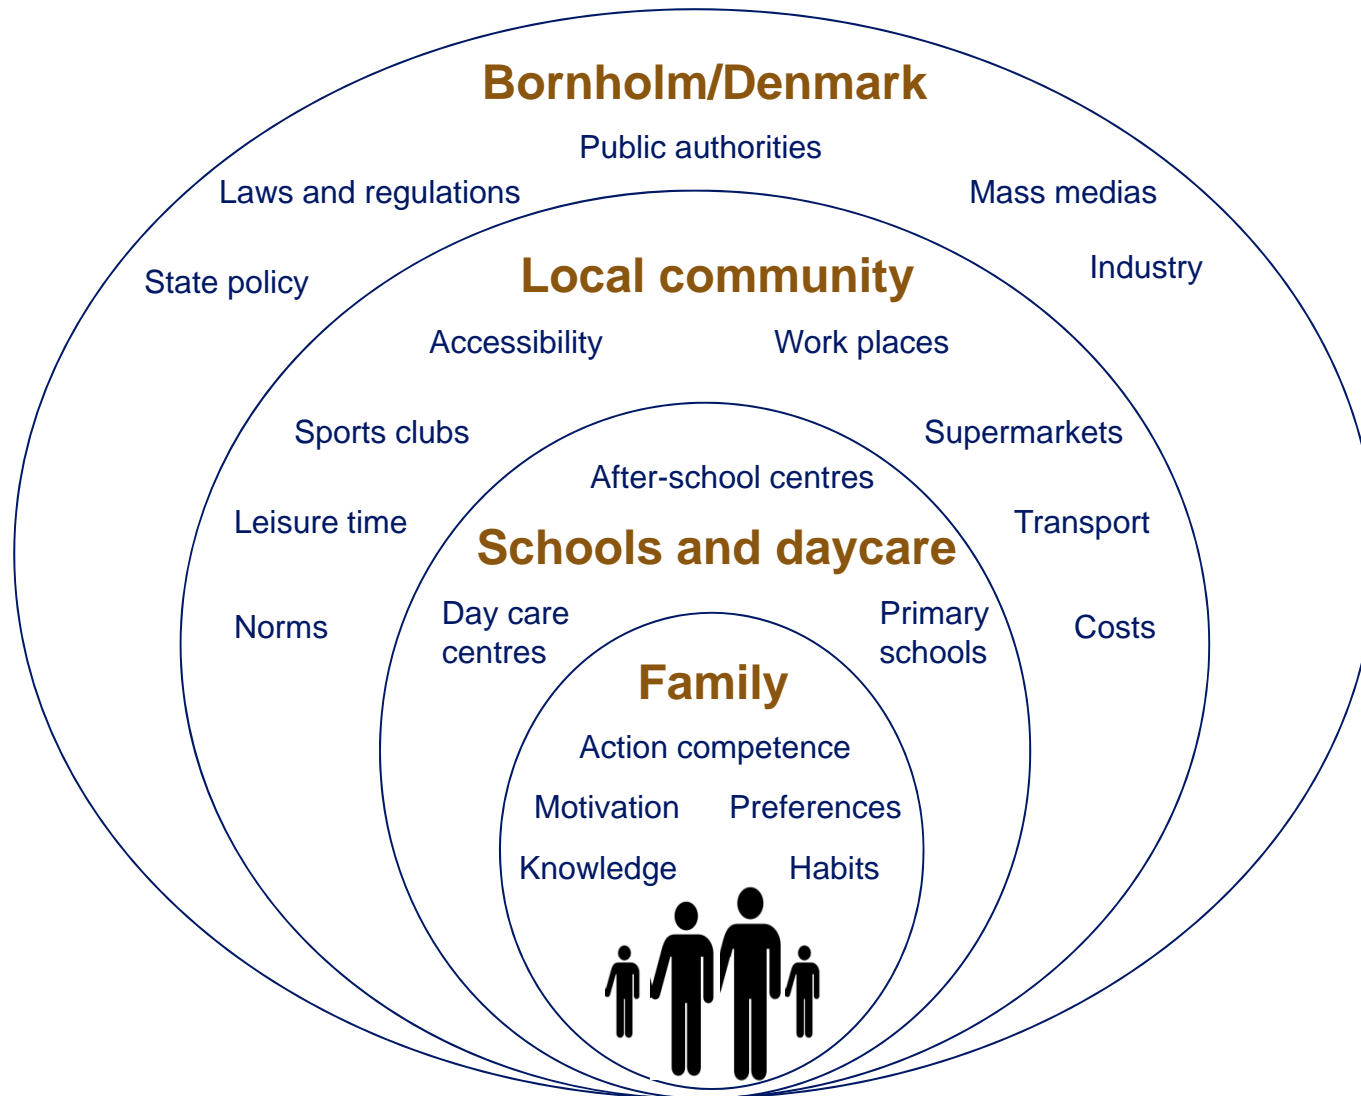 Bornholm/Denmark
Public authorities
Laws and regulations
Mass medias
State policy
Industry
Local community
Accessibility
Work places
Sports clubs
Supermarkets
After-school centres
Leisure time
Transport
Schools and daycare
Norms
Day care
centres
Primary
schools
Costs
Family
Action competence
Motivation
Preferences
Knowledge
Habits